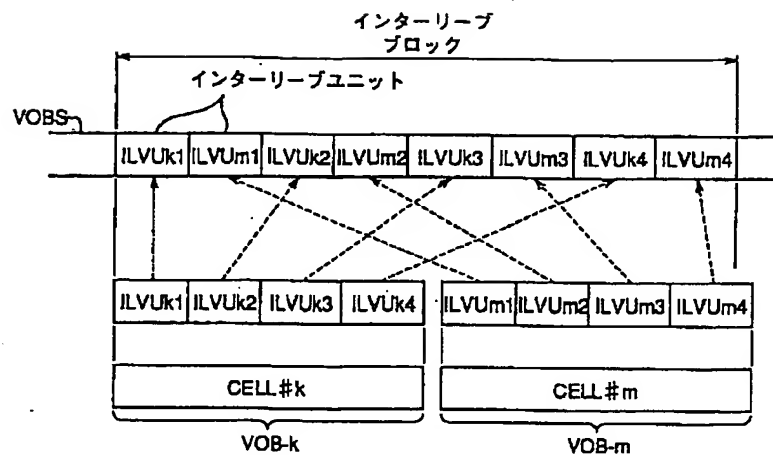 インターリーブ
ブロック
インターリーブユニット
VOBS
ILVUk1 ILVUm1 ILVUk2 ILVUm2 ILVUk3 ILVUm3 ILVUk4 ILVUm4
ILVUk1 ILVUk2 ILVUk3 ILVUk4 ILVUm1 ILVUm2 ILVUm3 ILVUm4
CELL#k CELL#m
VOB-k VOB-m